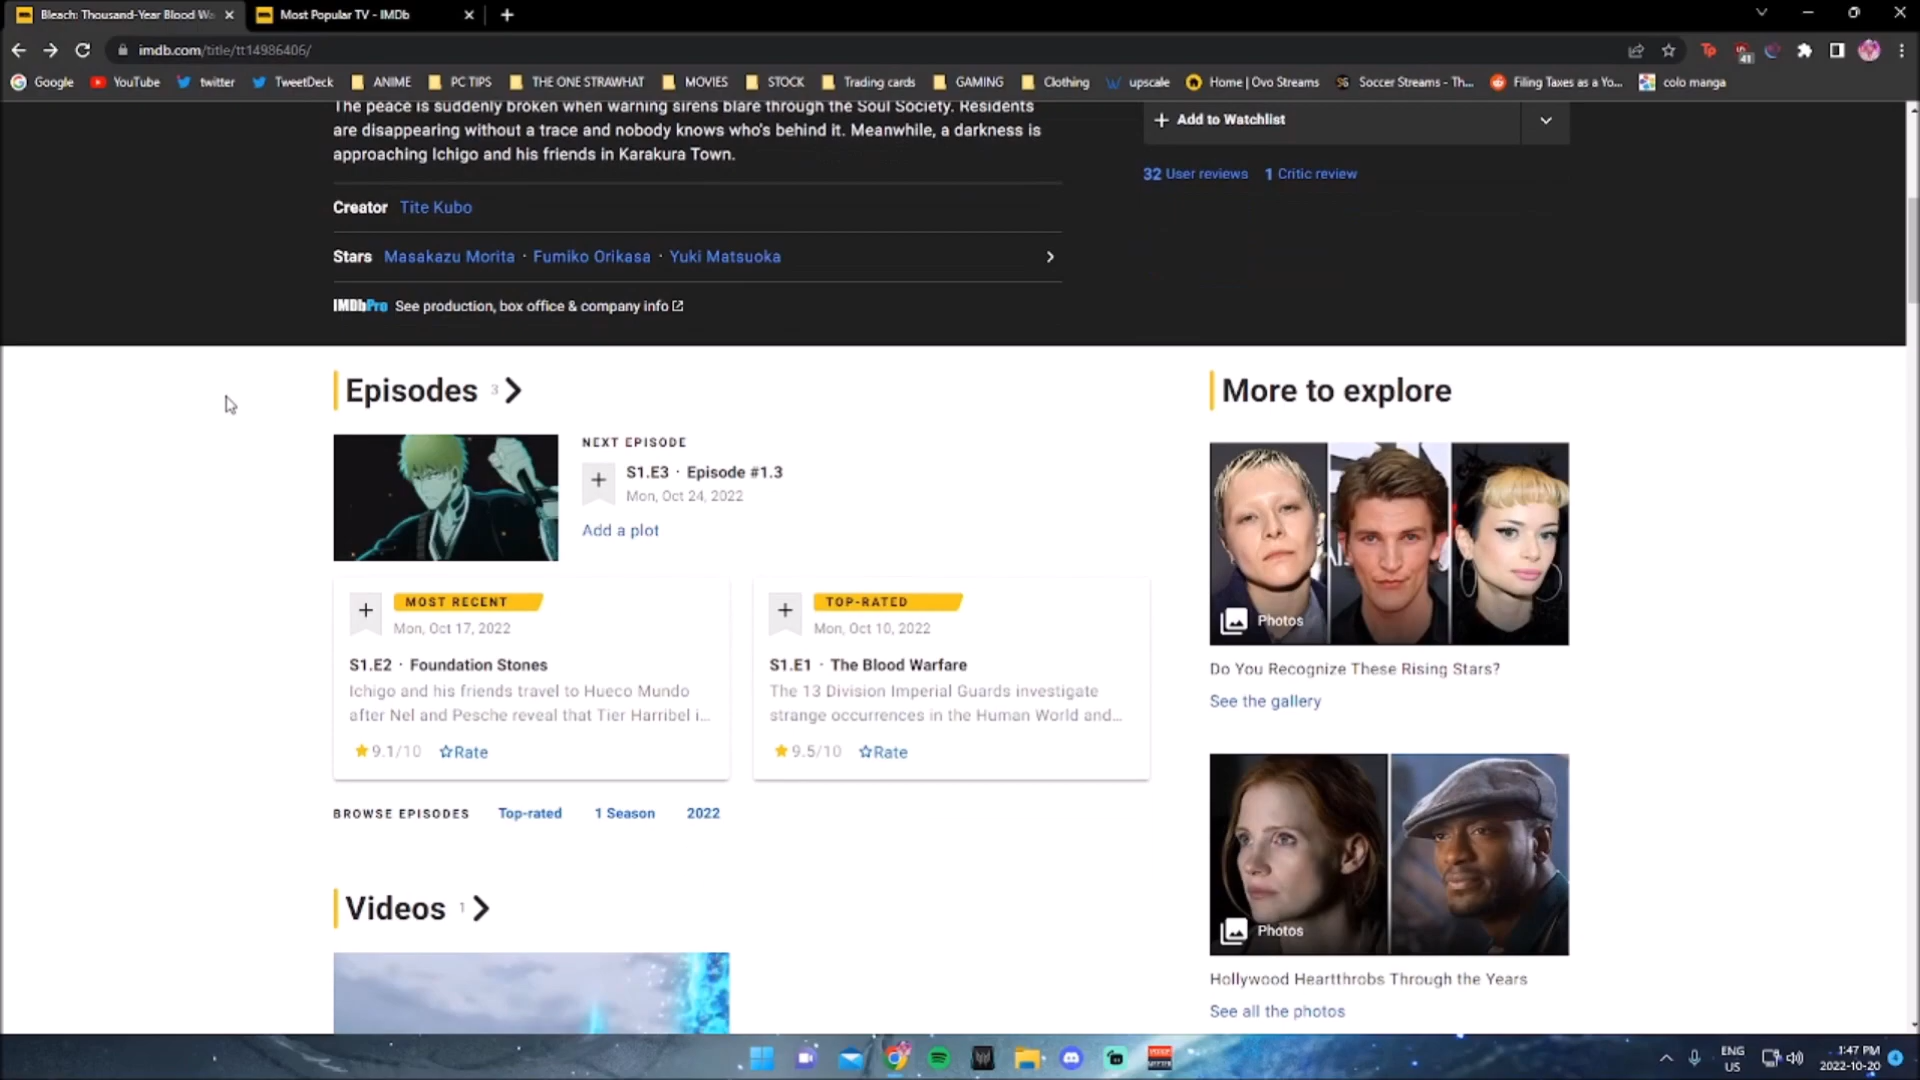 Bleach: Thousand-Year Blood Wa
Most Popular TV - IMDb
imdb.com/title/tt14986406/
41
Google
YouTube
twitter
TweetDeck
ANIME
PC TIPS
THE ONE STRAWHAT
MOVIES
STOCK
Trading cards
GAMING
Clothing
upscale
Home | Ovo Streams
Soccer Streams - Th...
Filing Taxes as a Yo...
colo manga
The peace is suddenly broken when warning sirens blare through the Soul Society. Residents
are disappearing without a trace and nobody knows who's behind it. Meanwhile, a darkness is
approaching Ichigo and his friends in Karakura Town.
Add to Watchlist
32 User reviews 1 Critic review
Creator Tite Kubo
Stars Masakazu Morita · Fumiko Orikasa · Yuki Matsuoka
IMDbPro See production, box office & company info
Episodes 3
NEXT EPISODE
S1.E3 · Episode #1.3
Mon, Oct 24, 2022
Add a plot
MOST RECENT
Mon, Oct 17, 2022
S1.E2 · Foundation Stones
Ichigo and his friends travel to Hueco Mundo
after Nel and Pesche reveal that Tier Harribel i...
9.1/10 Rate
TOP-RATED
Mon, Oct 10, 2022
S1.E1 · The Blood Warfare
The 13 Division Imperial Guards investigate
strange occurrences in the Human World and...
9.5/10 Rate
BROWSE EPISODES Top-rated 1 Season 2022
Videos 1
More to explore
Photos
Do You Recognize These Rising Stars?
See the gallery
Photos
Hollywood Heartthrobs Through the Years
See all the photos
ENG
US
1:47 PM
2022-10-20
4